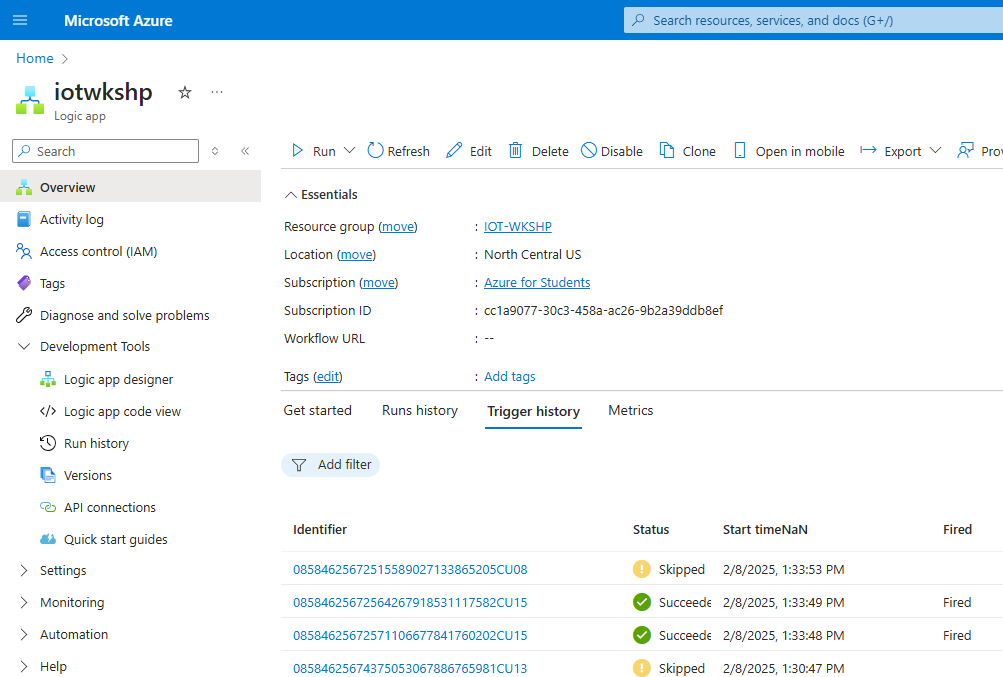 Microsoft Azure
Search resources, services, and docs (G+/)
Home
iotwkshp
Logic app
Search
Overview
Activity log
Access control (IAM)
Tags
Diagnose and solve problems
Development Tools
Logic app designer
Logic app code view
Run history
Versions
API connections
Quick start guides
Settings
Monitoring
Automation
Help
Run Refresh Edit Delete Disable Clone Open in mobile Export Prov
Essentials
Resource group (move) : IOT-WKSHP
Location (move) : North Central US
Subscription (move) : Azure for Students
Subscription ID : cc1a9077-30c3-458a-ac26-9b2a39ddb8ef
Workflow URL : --
Tags (edit) : Add tags
Get started Runs history Trigger history Metrics
Add filter
Identifier Status Start timeNaN Fired
08584625672515589027133865205CU08 Skipped 2/8/2025, 1:33:53 PM
08584625672564267918531117582CU15 Succeede 2/8/2025, 1:33:49 PM Fired
08584625672571106677841760202CU15 Succeede 2/8/2025, 1:33:48 PM Fired
08584625674375053067886765981CU13 Skipped 2/8/2025, 1:30:47 PM